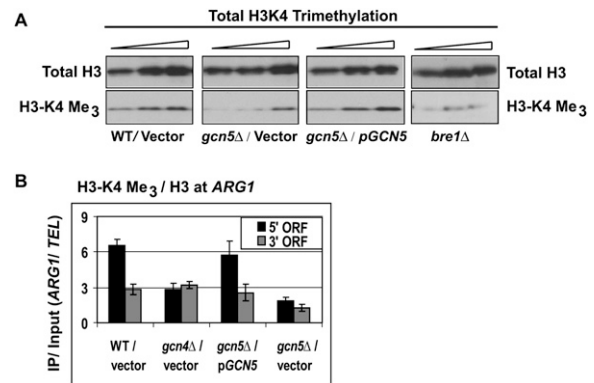 A
Total H3K4 Trimethylation
Total H3 Total H3
H3-K4 Me3 H3-K4 Me3
WT/ Vector gcn5Δ / Vector gcn5Δ / pGCN5 bre1Δ
B
H3-K4 Me3 / H3 at ARG1
IP/ Input (ARG1/ TEL)
9
6
3
0
5' ORF
3' ORF
WT / gcn4Δ / gcn5Δ / gcn5Δ /
vector vector pGCN5 vector